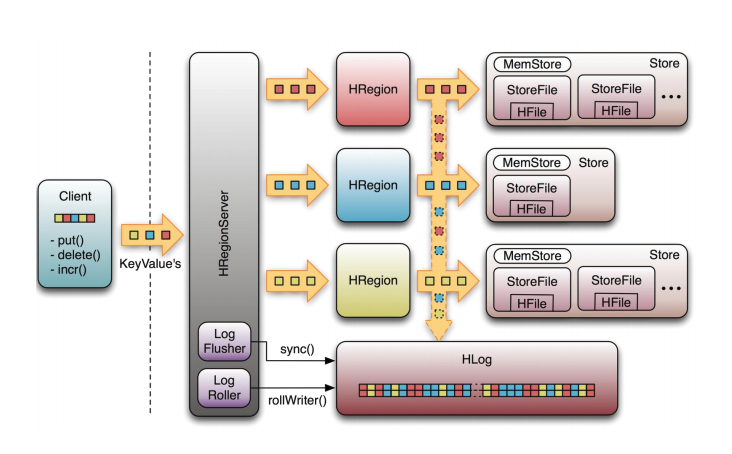 Client
- put()
- delete()
- incr()
KeyValue's
HRegionServer
Log
Flusher
Log
Roller
sync()
rollWriter()
HRegion
MemStore
Store
StoreFile
HFile
StoreFile
HFile
...
HRegion
MemStore
Store
StoreFile
HFile
HRegion
MemStore
Store
StoreFile
HFile
StoreFile
HFile
...
HLog